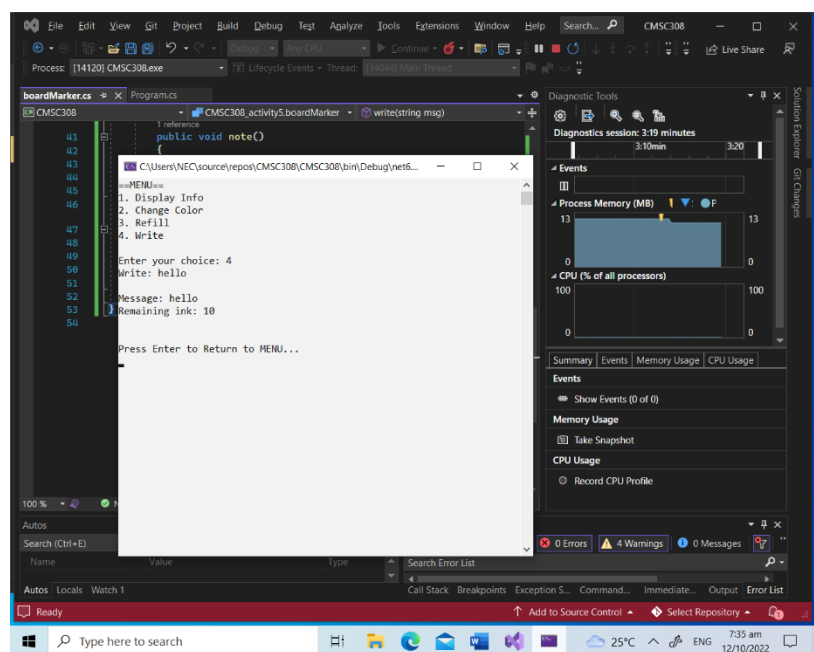 File Edit View Git Project Build Debug Test Analyze Tools Extensions Window Help Search... CMSC308
Debug Any CPU Continue Live Share
Process: [14120] CMSC308.exe Lifecycle Events Thread: [14044] Main Thread
boardMarker.cs Program.cs
CMSC308 CMSC308_activity5.boardMarker write(string msg)
1 reference
41 public void note()
42 {
43
44
45
46
47
48
49
50
51
52
53 }
54
C:\Users\NEC\source\repos\CMSC308\CMSC308\bin\Debug\net6....
==MENU==
1. Display Info
2. Change Color
3. Refill
4. Write
Enter your choice: 4
Write: hello
Message: hello
Remaining ink: 10
Press Enter to Return to MENU...
Diagnostic Tools
Diagnostics session: 3:19 minutes
3:10min 3:20
Events
Process Memory (MB)
13 13
0 0
CPU (% of all processors)
100 100
0 0
Summary Events Memory Usage CPU Usage
Events
Show Events (0 of 0)
Memory Usage
Take Snapshot
CPU Usage
Record CPU Profile
Solution Explorer
Git Changes
100 %
Autos
Search (Ctrl+E)
Name Value Type
Autos Locals Watch 1
0 Errors 4 Warnings 0 Messages
Search Error List
Call Stack Breakpoints Exception S... Command... Immediate... Output Error List
Ready Add to Source Control Select Repository
Type here to search 25°C ENG 7:35 am
12/10/2022